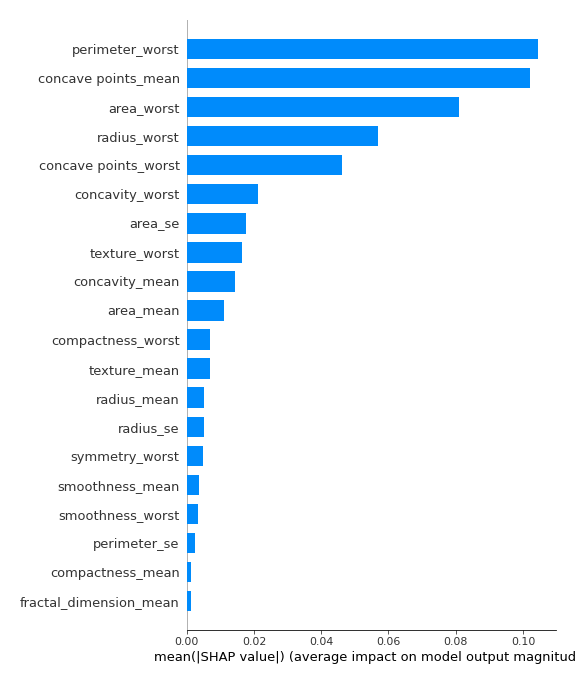 perimeter_worst
concave points_mean
area_worst
radius_worst
concave points_worst
concavity_worst
area_se
texture_worst
concavity_mean
area_mean
compactness_worst
texture_mean
radius_mean
radius_se
symmetry_worst
smoothness_mean
smoothness_worst
perimeter_se
compactness_mean
fractal_dimension_mean
0.00 0.02 0.04 0.06 0.08 0.10
mean(|SHAP value|) (average impact on model output magnitud